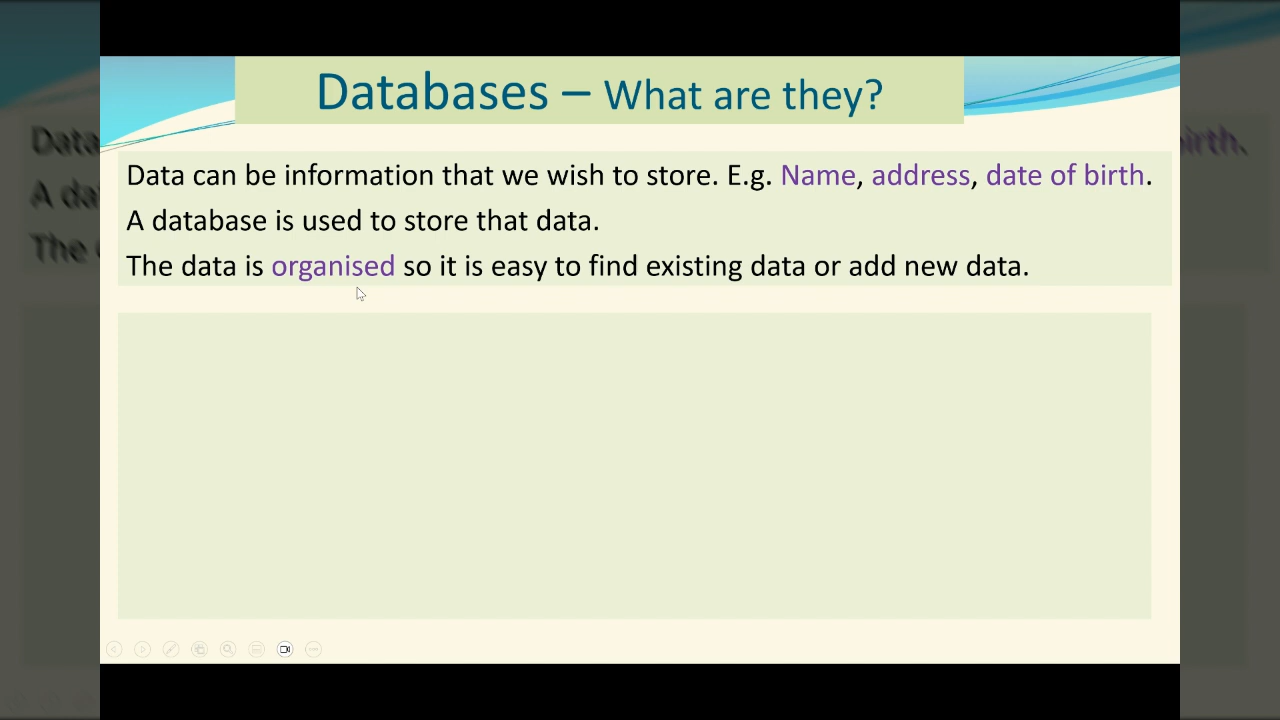 Databases – What are they?
Data can be information that we wish to store. E.g. Name, address, date of birth.
A database is used to store that data.
The data is organised so it is easy to find existing data or add new data.